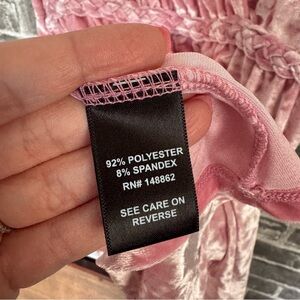 92% POLYESTER
8% SPANDEX
RN# 148862
SEE CARE ON
REVERSE